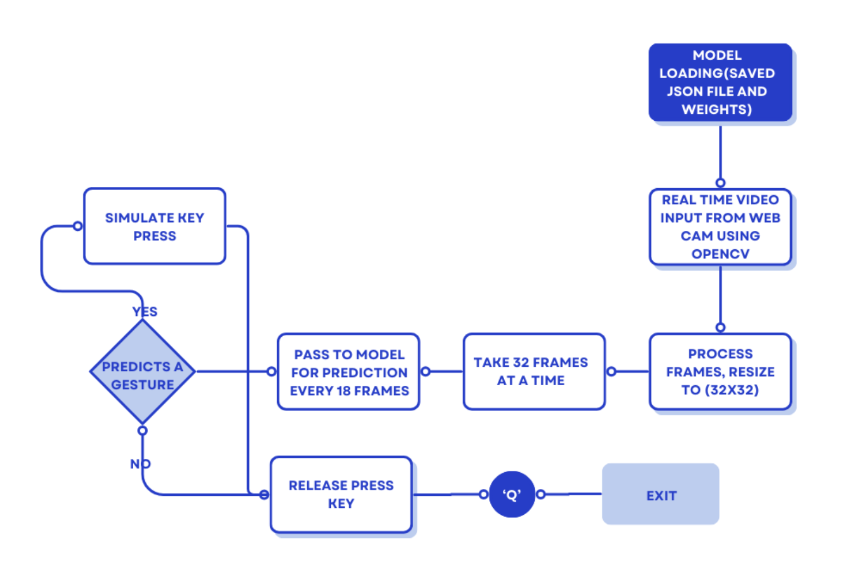 MODEL
LOADING(SAVED
JSON FILE AND
WEIGHTS)
REAL TIME VIDEO
INPUT FROM WEB
CAM USING
OPENCV
PROCESS
FRAMES, RESIZE
TO (32X32)
TAKE 32 FRAMES
AT A TIME
PASS TO MODEL
FOR PREDICTION
EVERY 18 FRAMES
PREDICTS A
GESTURE
YES
SIMULATE KEY
PRESS
NO
RELEASE PRESS
KEY
‘Q’
EXIT